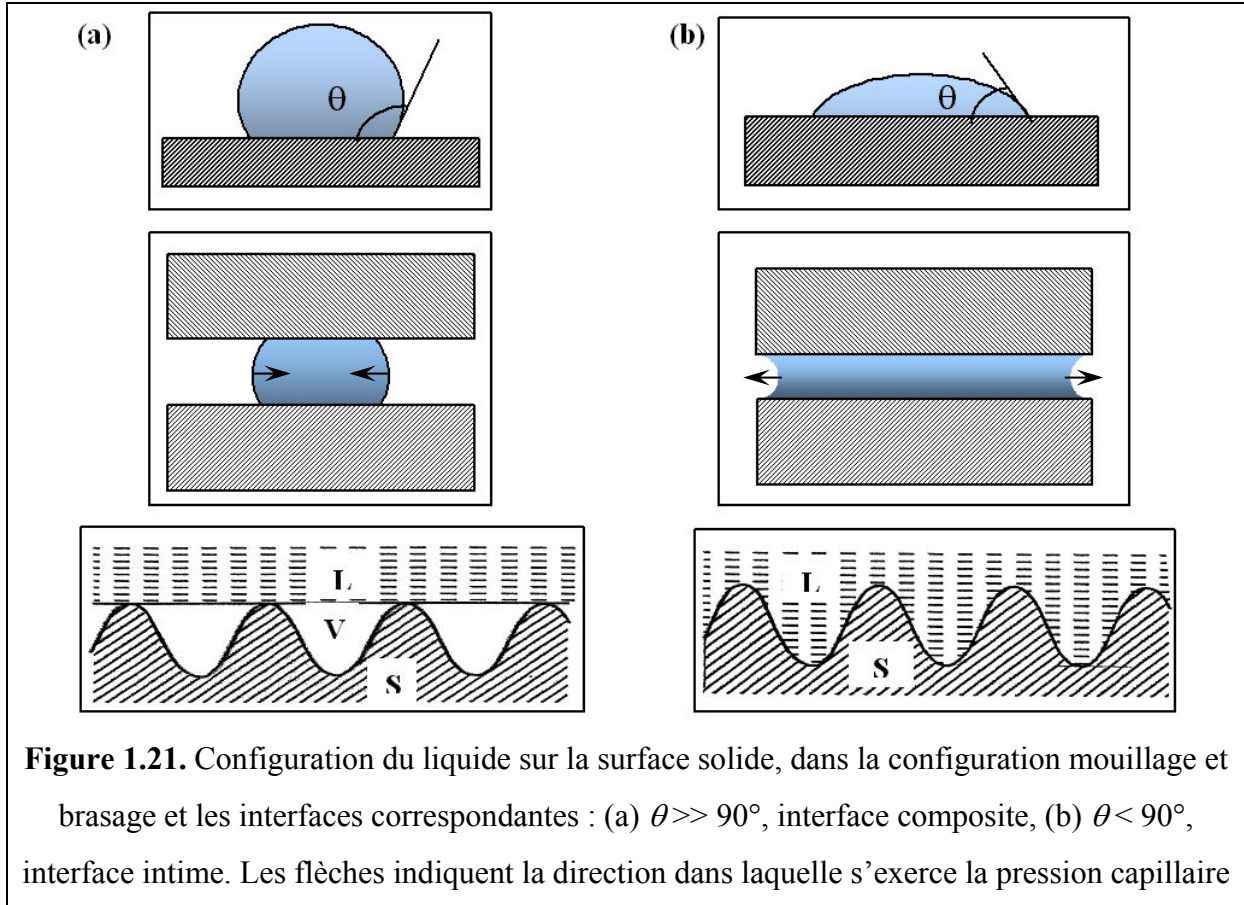 (a)
(b)
θ
θ
L
V
S
L
S
Figure 1.21. Configuration du liquide sur la surface solide, dans la configuration mouillage et
brasage et les interfaces correspondantes : (a) θ >> 90°, interface composite, (b) θ < 90°,
interface intime. Les flèches indiquent la direction dans laquelle s’exerce la pression capillaire